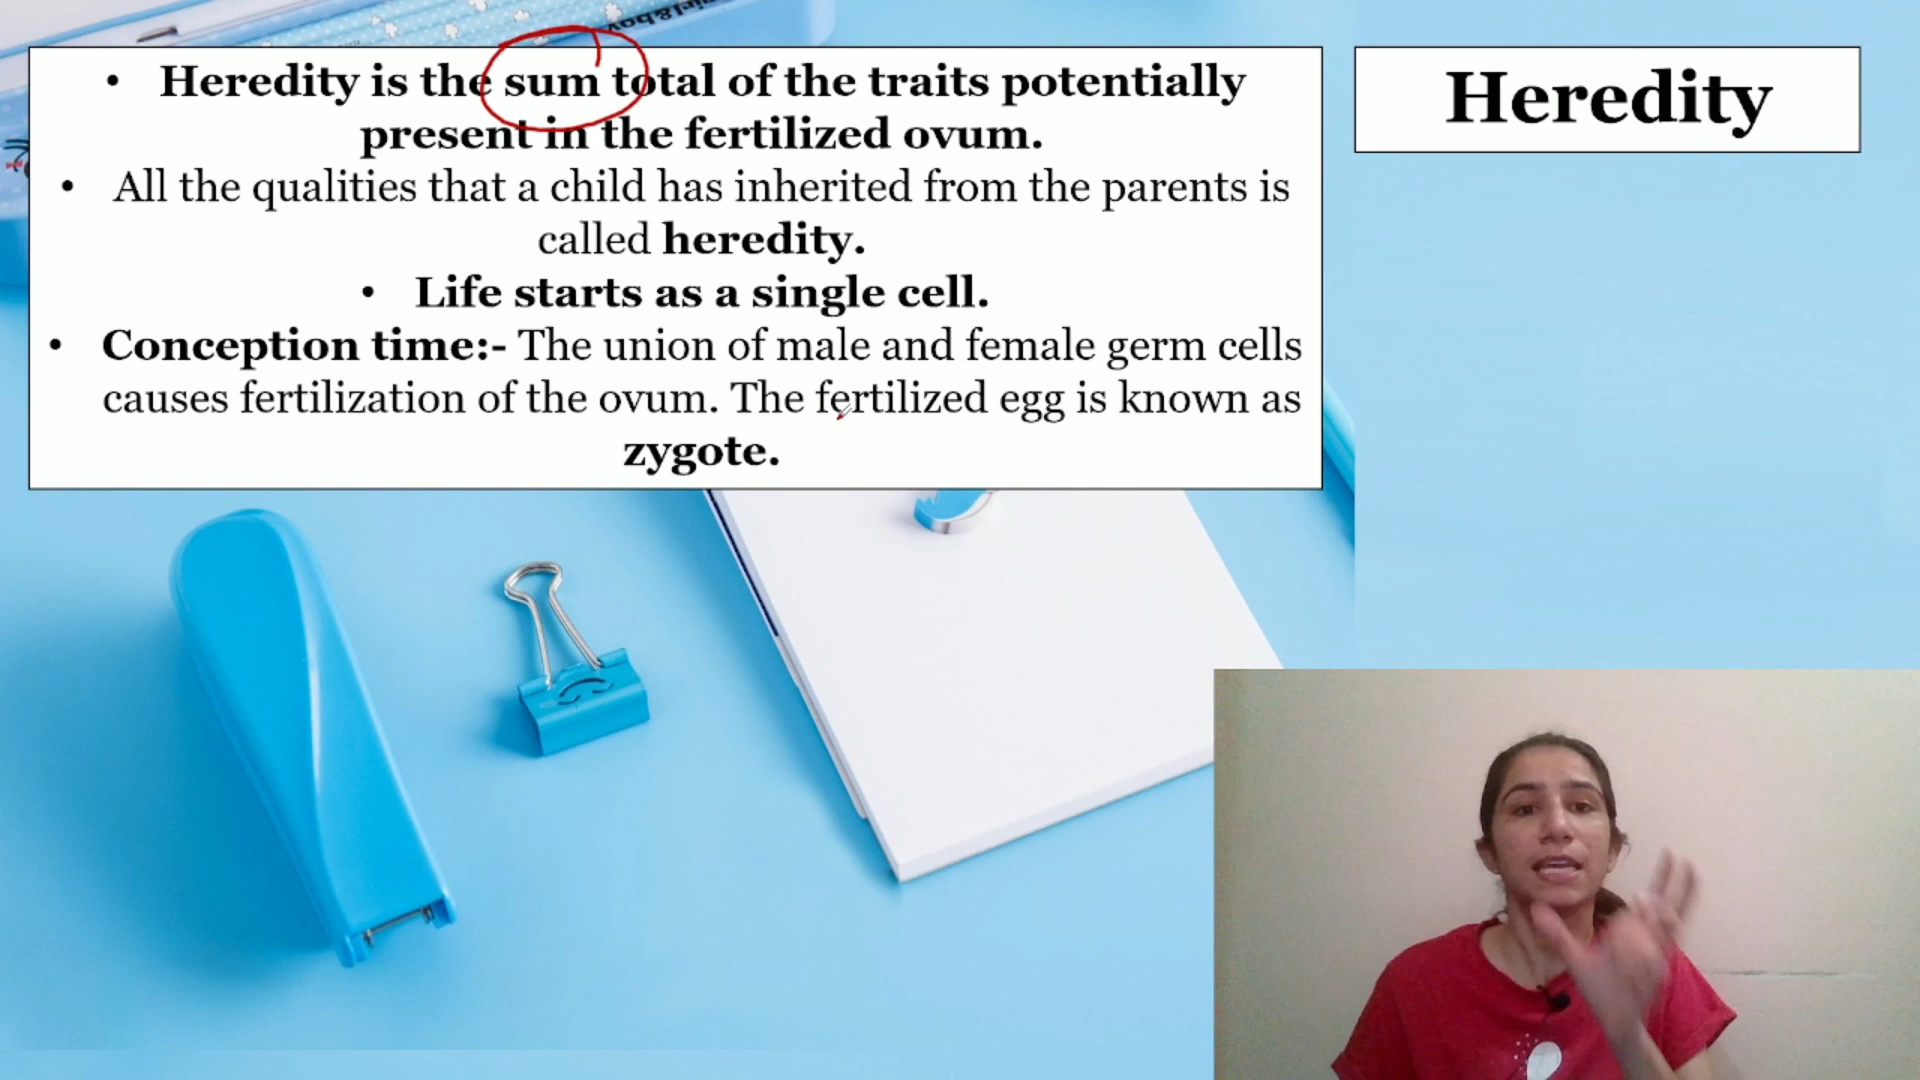 • Heredity is the sum total of the traits potentially
present in the fertilized ovum.
• All the qualities that a child has inherited from the parents is
called heredity.
• Life starts as a single cell.
• Conception time:- The union of male and female germ cells
causes fertilization of the ovum. The fertilized egg is known as
zygote.
Heredity